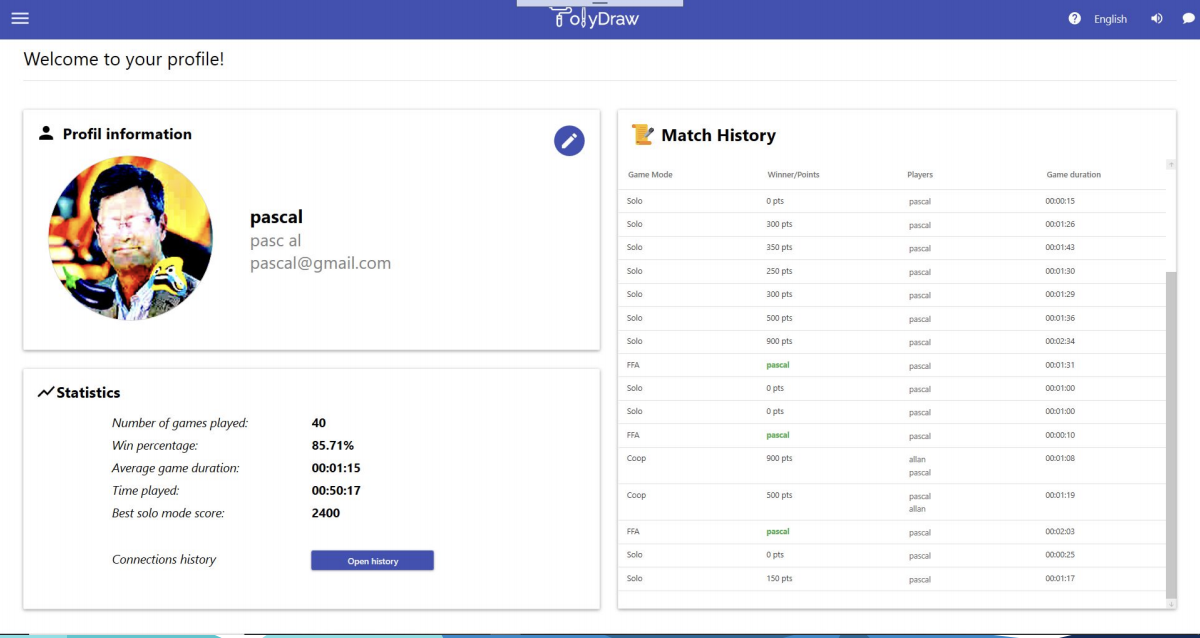 PolyDraw
English
Welcome to your profile!
Profil information
pascal
pasc al
pascal@gmail.com
Statistics
Number of games played: 40
Win percentage: 85.71%
Average game duration: 00:01:15
Time played: 00:50:17
Best solo mode score: 2400
Connections history Open history
Match History
Game Mode Winner/Points Players Game duration
Solo 0 pts pascal 00:00:15
Solo 300 pts pascal 00:01:26
Solo 350 pts pascal 00:01:43
Solo 250 pts pascal 00:01:30
Solo 300 pts pascal 00:01:29
Solo 500 pts pascal 00:01:36
Solo 900 pts pascal 00:02:34
FFA pascal pascal 00:01:31
Solo 0 pts pascal 00:01:00
Solo 0 pts pascal 00:01:00
FFA pascal pascal 00:00:10
Coop 900 pts allan 00:01:08
pascal
Coop 500 pts pascal 00:01:19
allan
FFA pascal pascal 00:02:03
Solo 0 pts pascal 00:00:25
Solo 150 pts pascal 00:01:17